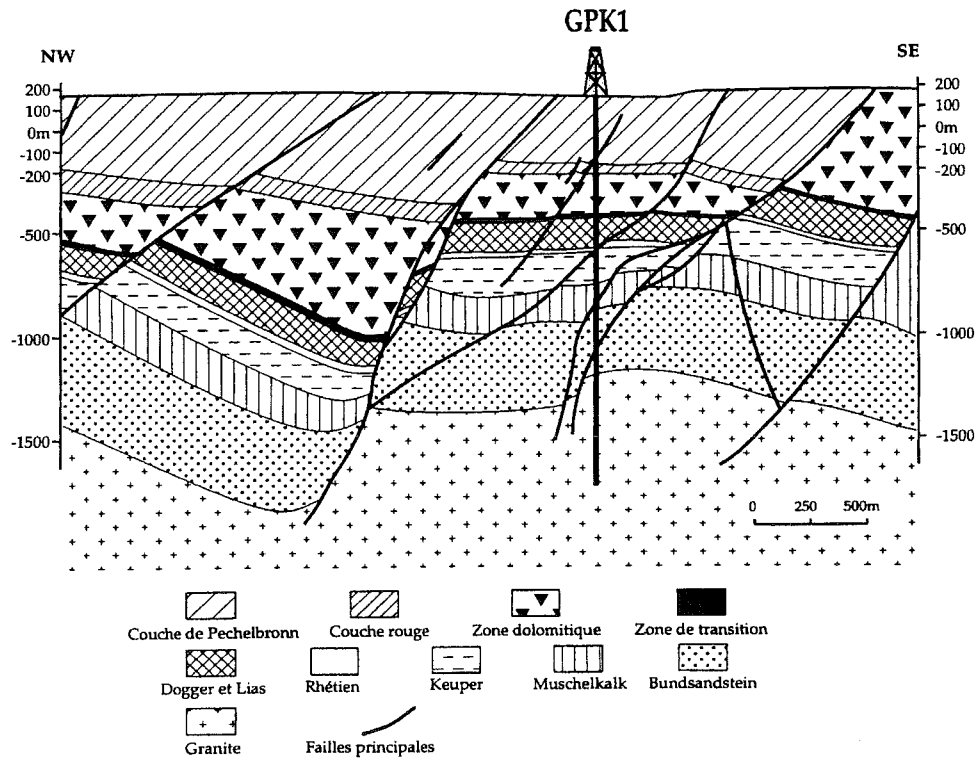 GPK1
NW
SE
200
100
0m
-100
-200
-500
-1000
-1500
200
100
0m
-100
-200
-500
-1000
-1500
0 250 500m
Couche de Pechelbronn
Couche rouge
Zone dolomitique
Zone de transition
Dogger et Lias
Rhétien
Keuper
Muschelkalk
Bundsandstein
Granite
Failles principales